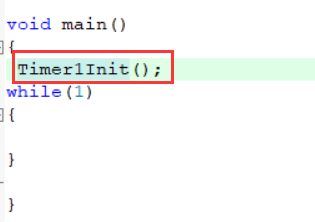 void main()
{
Timer1Init();
while(1)
{
}
}